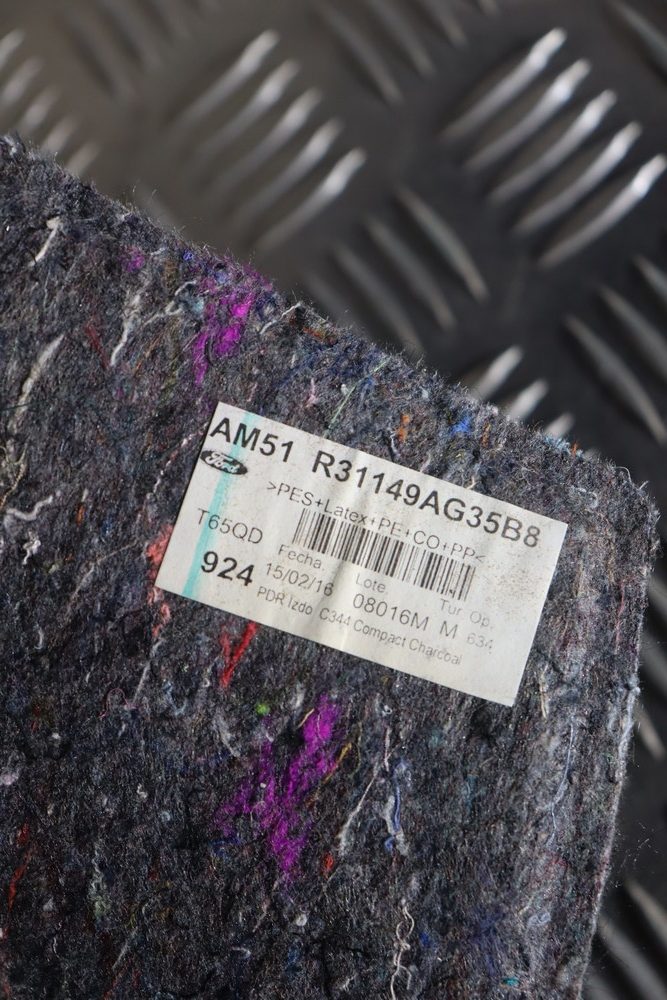 AM51 R31149AG35B8
Ford
>PES+Latex+PE+CO+PP<
T65QD
Fecha. Lote. Tur Op.
924 15/02/16 08016M M 634
PDR Izdo C344 Compact Charcoal